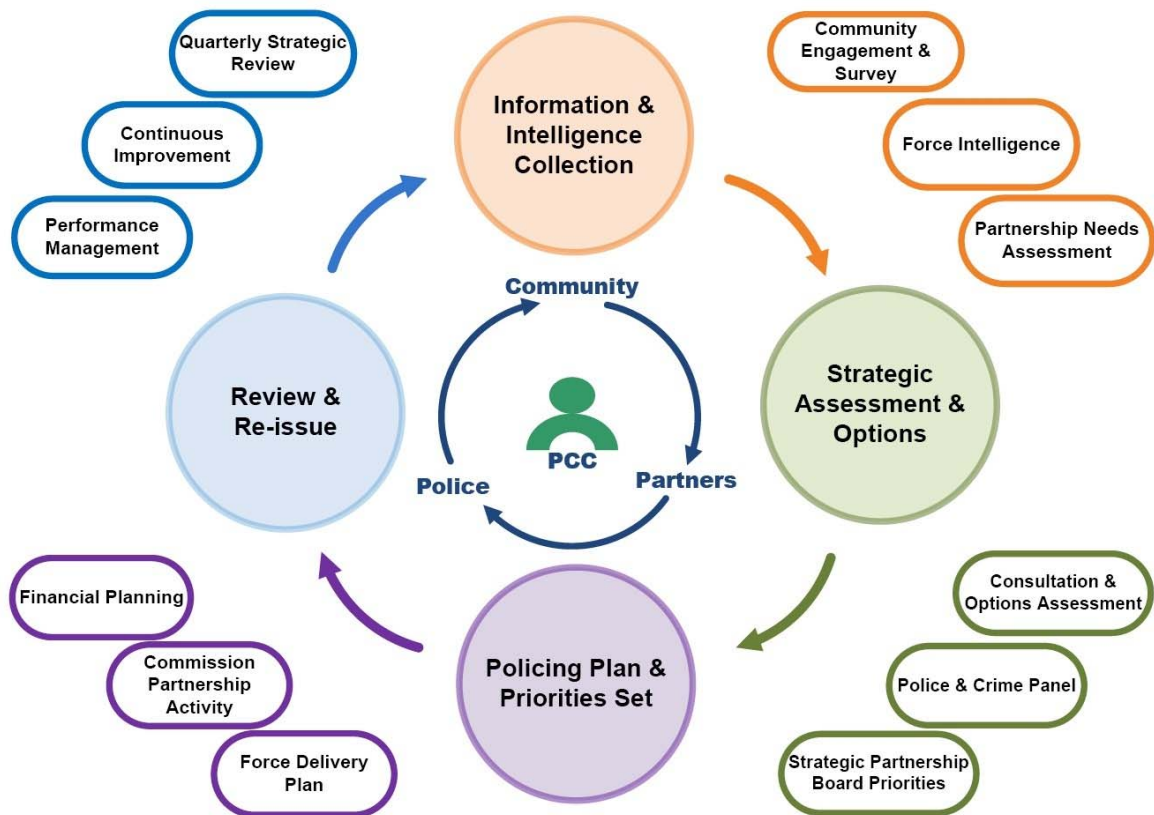 Quarterly Strategic
Review
Continuous
Improvement
Performance
Management
Information &
Intelligence
Collection
Community
Engagement &
Survey
Force Intelligence
Partnership Needs
Assessment
Review &
Re-issue
Community
PCC
Police
Partners
Strategic
Assessment &
Options
Financial Planning
Commission
Partnership
Activity
Force Delivery
Plan
Policing Plan &
Priorities Set
Consultation &
Options Assessment
Police & Crime Panel
Strategic Partnership
Board Priorities